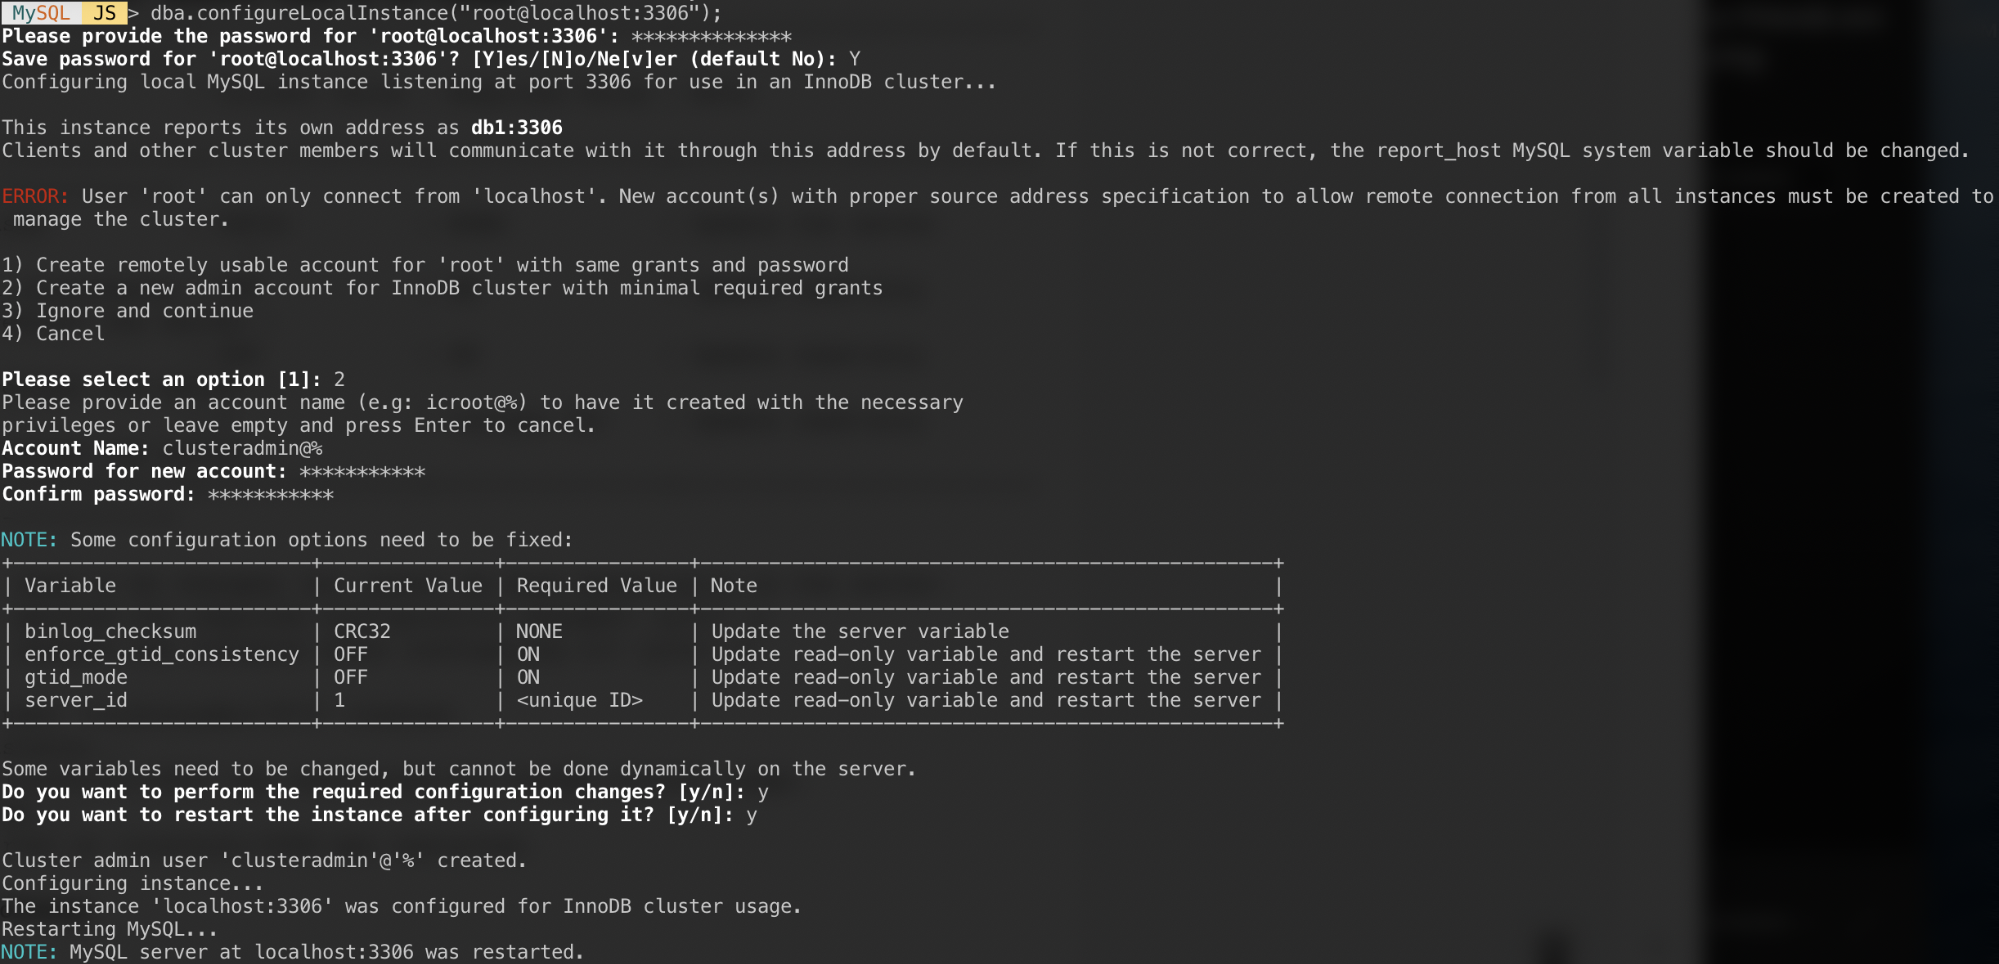 MySQL JS > dba.configureLocalInstance("root@localhost:3306");
Please provide the password for 'root@localhost:3306': **************
Save password for 'root@localhost:3306'? [Y]es/[N]o/Ne[v]er (default No): Y
Configuring local MySQL instance listening at port 3306 for use in an InnoDB cluster...
This instance reports its own address as db1:3306
Clients and other cluster members will communicate with it through this address by default. If this is not correct, the report_host MySQL system variable should be changed.
ERROR: User 'root' can only connect from 'localhost'. New account(s) with proper source address specification to allow remote connection from all instances must be created to
manage the cluster.
1) Create remotely usable account for 'root' with same grants and password
2) Create a new admin account for InnoDB cluster with minimal required grants
3) Ignore and continue
4) Cancel
Please select an option [1]: 2
Please provide an account name (e.g: icroot@%) to have it created with the necessary
privileges or leave empty and press Enter to cancel.
Account Name: clusteradmin@%
Password for new account: ***********
Confirm password: ***********
NOTE: Some configuration options need to be fixed:
+--------------------------+---------------+----------------+--------------------------------------------------+
| Variable | Current Value | Required Value | Note |
+--------------------------+---------------+----------------+--------------------------------------------------+
| binlog_checksum | CRC32 | NONE | Update the server variable |
| enforce_gtid_consistency | OFF | ON | Update read-only variable and restart the server |
| gtid_mode | OFF | ON | Update read-only variable and restart the server |
| server_id | 1 | <unique ID> | Update read-only variable and restart the server |
+--------------------------+---------------+----------------+--------------------------------------------------+
Some variables need to be changed, but cannot be done dynamically on the server.
Do you want to perform the required configuration changes? [y/n]: y
Do you want to restart the instance after configuring it? [y/n]: y
Cluster admin user 'clusteradmin'@'%' created.
Configuring instance...
The instance 'localhost:3306' was configured for InnoDB cluster usage.
Restarting MySQL...
NOTE: MySQL server at localhost:3306 was restarted.